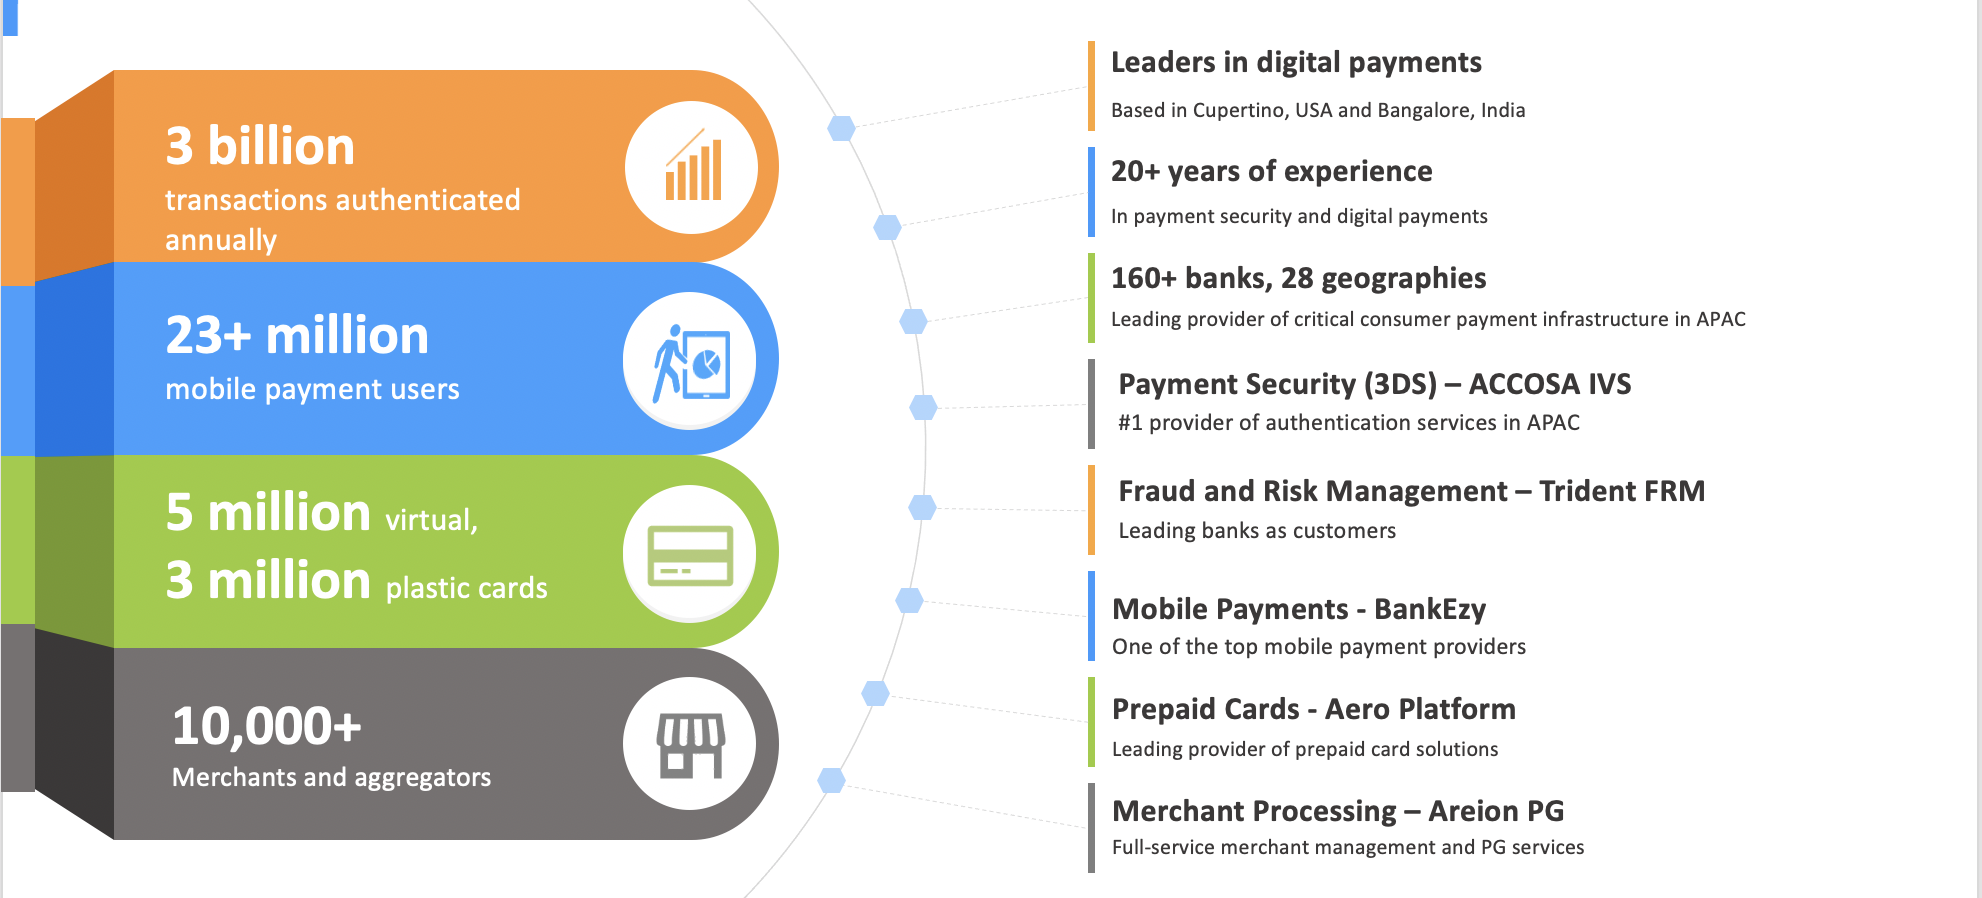 3 billion
transactions authenticated
annually
23+ million
mobile payment users
5 million virtual,
3 million plastic cards
10,000+
Merchants and aggregators
Leaders in digital payments
Based in Cupertino, USA and Bangalore, India
20+ years of experience
In payment security and digital payments
160+ banks, 28 geographies
Leading provider of critical consumer payment infrastructure in APAC
Payment Security (3DS) – ACCOSA IVS
#1 provider of authentication services in APAC
Fraud and Risk Management – Trident FRM
Leading banks as customers
Mobile Payments - BankEzy
One of the top mobile payment providers
Prepaid Cards - Aero Platform
Leading provider of prepaid card solutions
Merchant Processing – Areion PG
Full-service merchant management and PG services